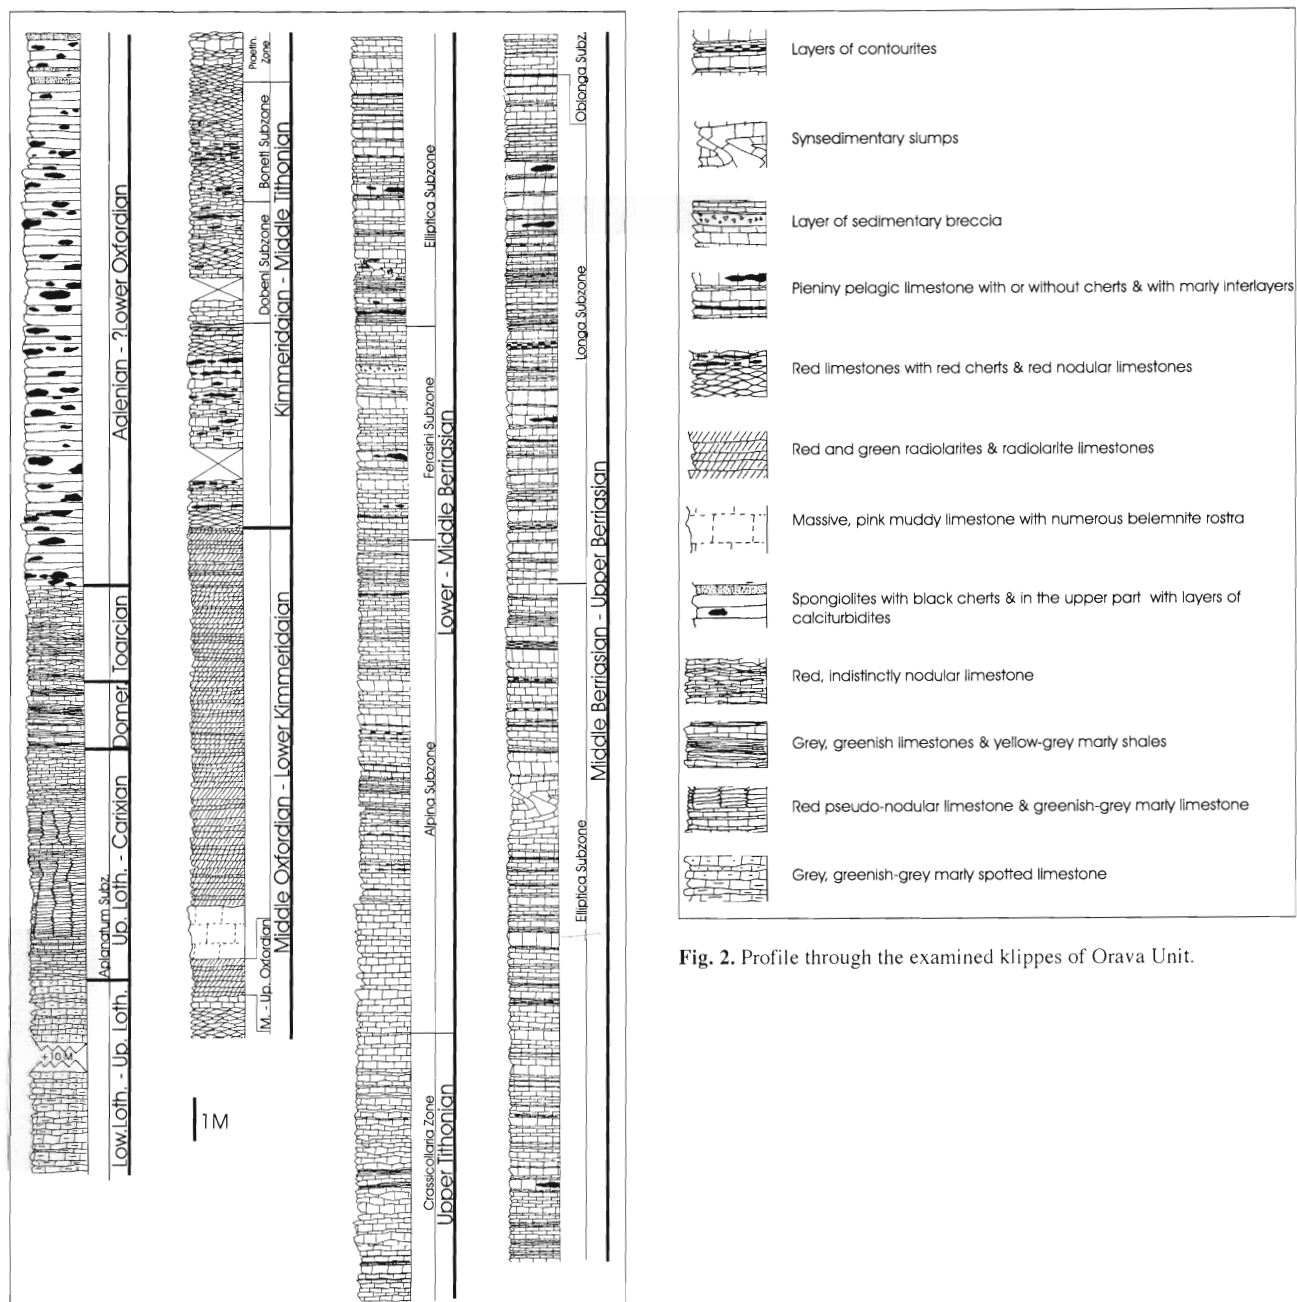 Aalenian - ?Lower Oxfordian
Toarcian
Domer.
Up. Loth. - Carixian
Aplanatum Subz.
Low.Loth. - Up. Loth.
+10 M
Praetin. Zone
Boneti Subzone
Dobeni Subzone
Kimmeridaian - Middle Tithonian
Middle Oxfordian - Lower Kimmeridaian
M. - Up. Oxfordian
1M
Elliptica Subzone
Ferasini Subzone
Alpina Subzone
Lower - Middle Berriasian
Crassicollaria Zone
Upper Tithonian
Oblonga Subz.
Longa Subzone
Elliptica Subzone
Middle Berriasian - Upper Berriasian
Layers of contourites
Synsedimentary slumps
Layer of sedimentary breccia
Pieniny pelagic limestone with or without cherts & with marly interlayers
Red limestones with red cherts & red nodular limestones
Red and green radiolarites & radiolarite limestones
Massive, pink muddy limestone with numerous belemnite rostra
Spongiolites with black cherts & in the upper part with layers of
calciturbidites
Red, indistinctly nodular limestone
Grey, greenish limestones & yellow-grey marly shales
Red pseudo-nodular limestone & greenish-grey marly limestone
Grey, greenish-grey marly spotted limestone
Fig. 2. Profile through the examined klippes of Orava Unit.